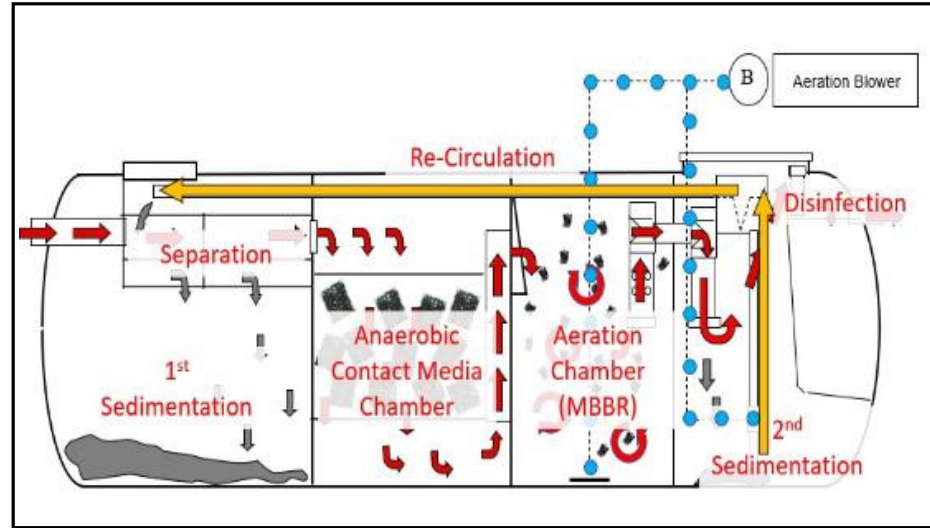 B
Aeration Blower
Re-Circulation
Disinfection
Separation
1st
Sedimentation
Anaerobic
Contact Media
Chamber
Aeration
Chamber
(MBBR)
2nd
Sedimentation